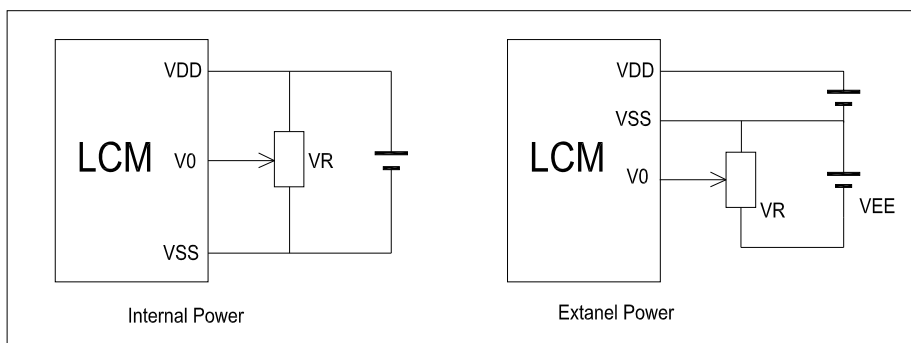 VDD
LCM
V0
VR
VSS
Internal Power
VDD
VSS
LCM
V0
VR
VEE
Extanel Power